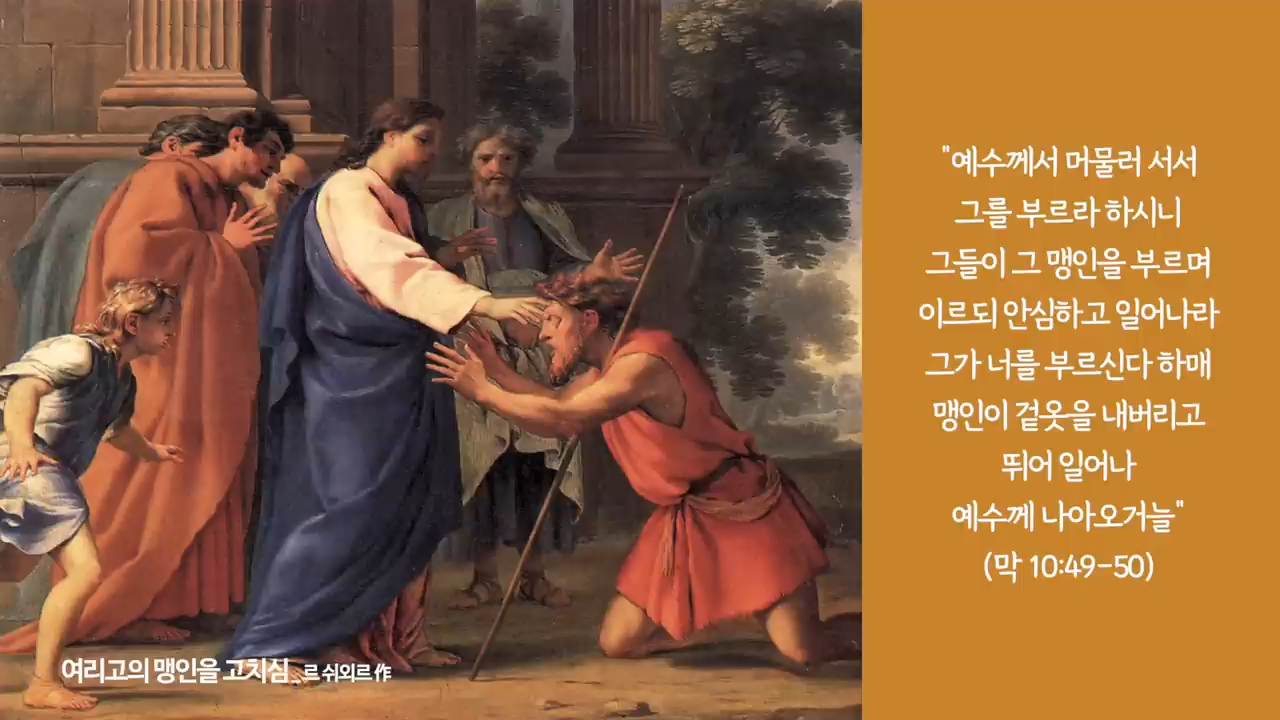 "예수께서 머물러 서서
그를 부르라 하시니
그들이 그 맹인을 부르며
이르되 안심하고 일어나라
그가 너를 부르신다 하매
맹인이 겉옷을 내버리고
뛰어 일어나
예수께 나아오거늘"
(막 10:49-50)
여리고의 맹인을 고치심_르 쉬외르 作